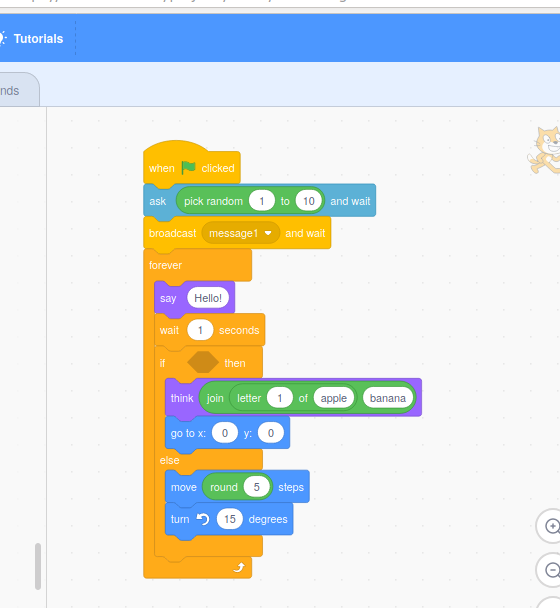 Tutorials
nds
when clicked
ask pick random 1 to 10 and wait
broadcast message1 and wait
forever
say Hello!
wait 1 seconds
if then
think join letter 1 of apple banana
go to x: 0 y: 0
else
move round 5 steps
turn 15 degrees